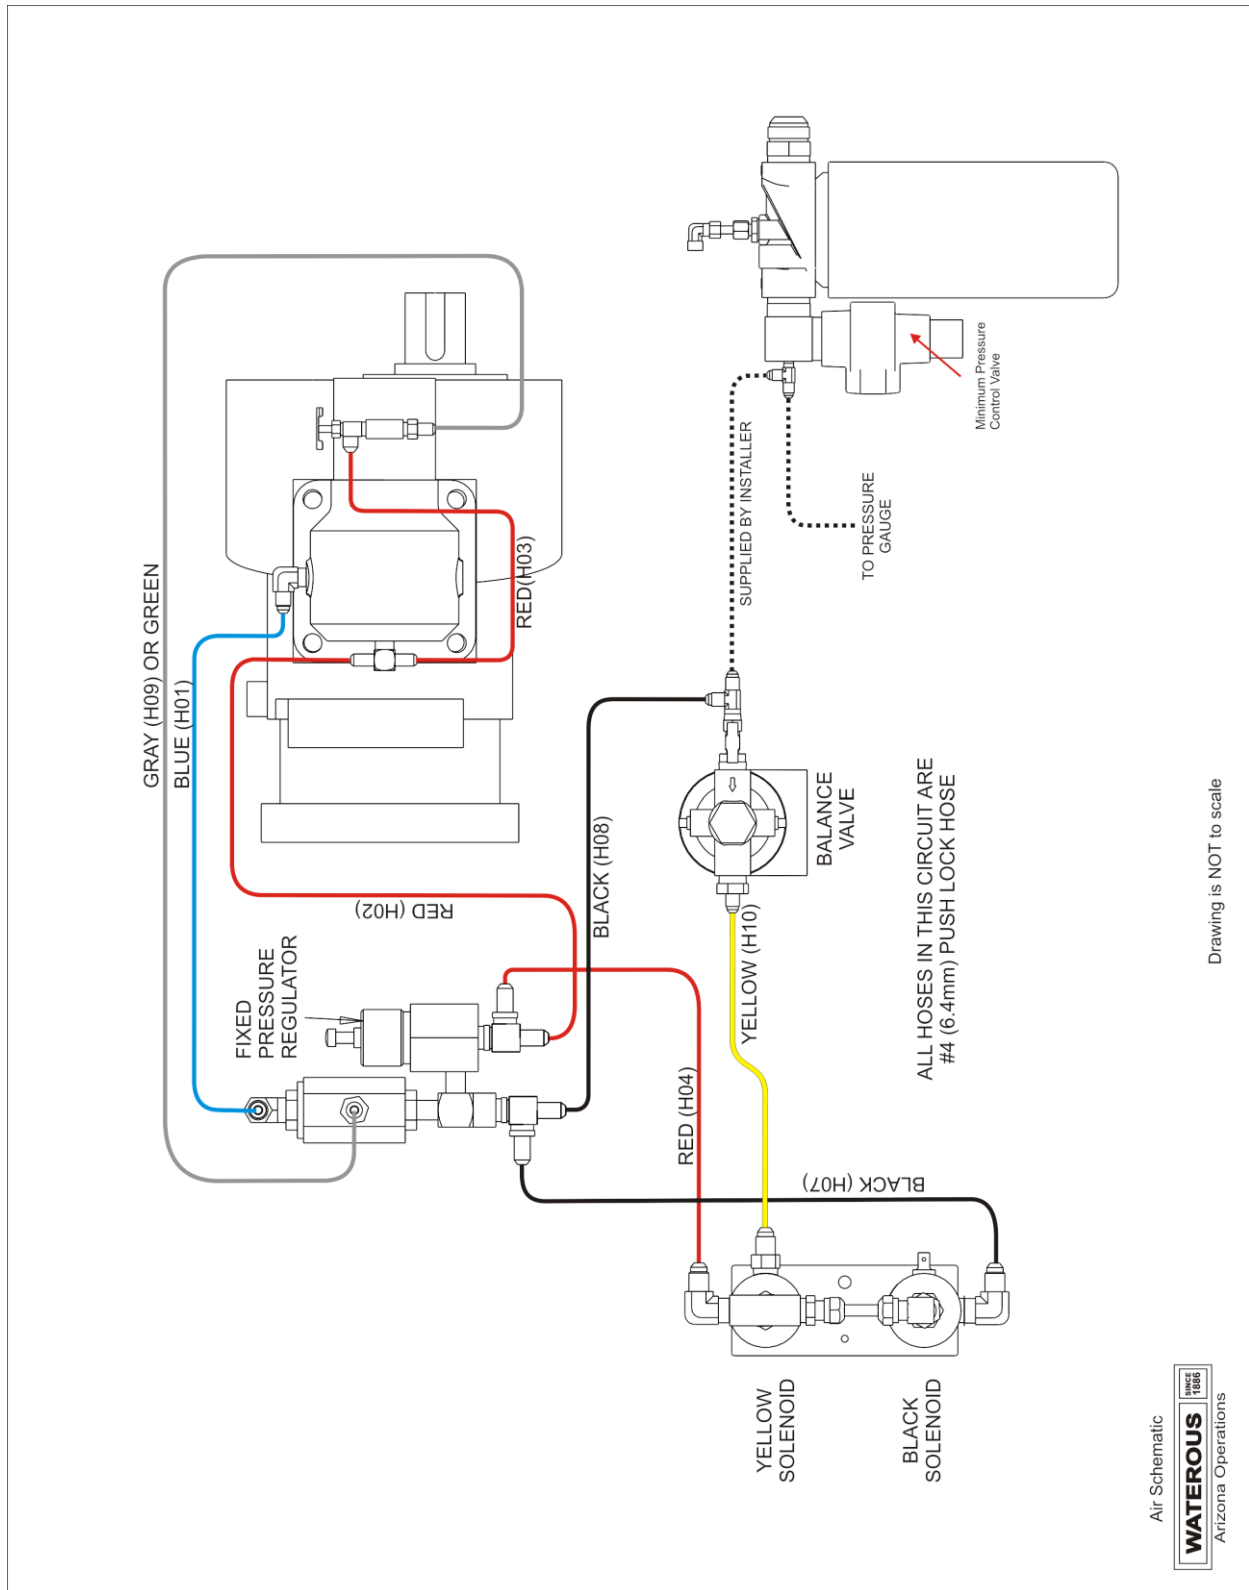 GRAY (H09) OR GREEN
BLUE (H01)
RED(H03)
RED (H02)
FIXED
PRESSURE
REGULATOR
BLACK (H08)
SUPPLIED BY INSTALLER
TO PRESSURE
GAUGE
Minimum Pressure
Control Valve
BALANCE
VALVE
YELLOW (H10)
RED (H04)
BLACK (H07)
ALL HOSES IN THIS CIRCUIT ARE
#4 (6.4mm) PUSH LOCK HOSE
YELLOW
SOLENOID
BLACK
SOLENOID
Drawing is NOT to scale
Air Schematic
WATEROUS
SINCE
1886
Arizona Operations